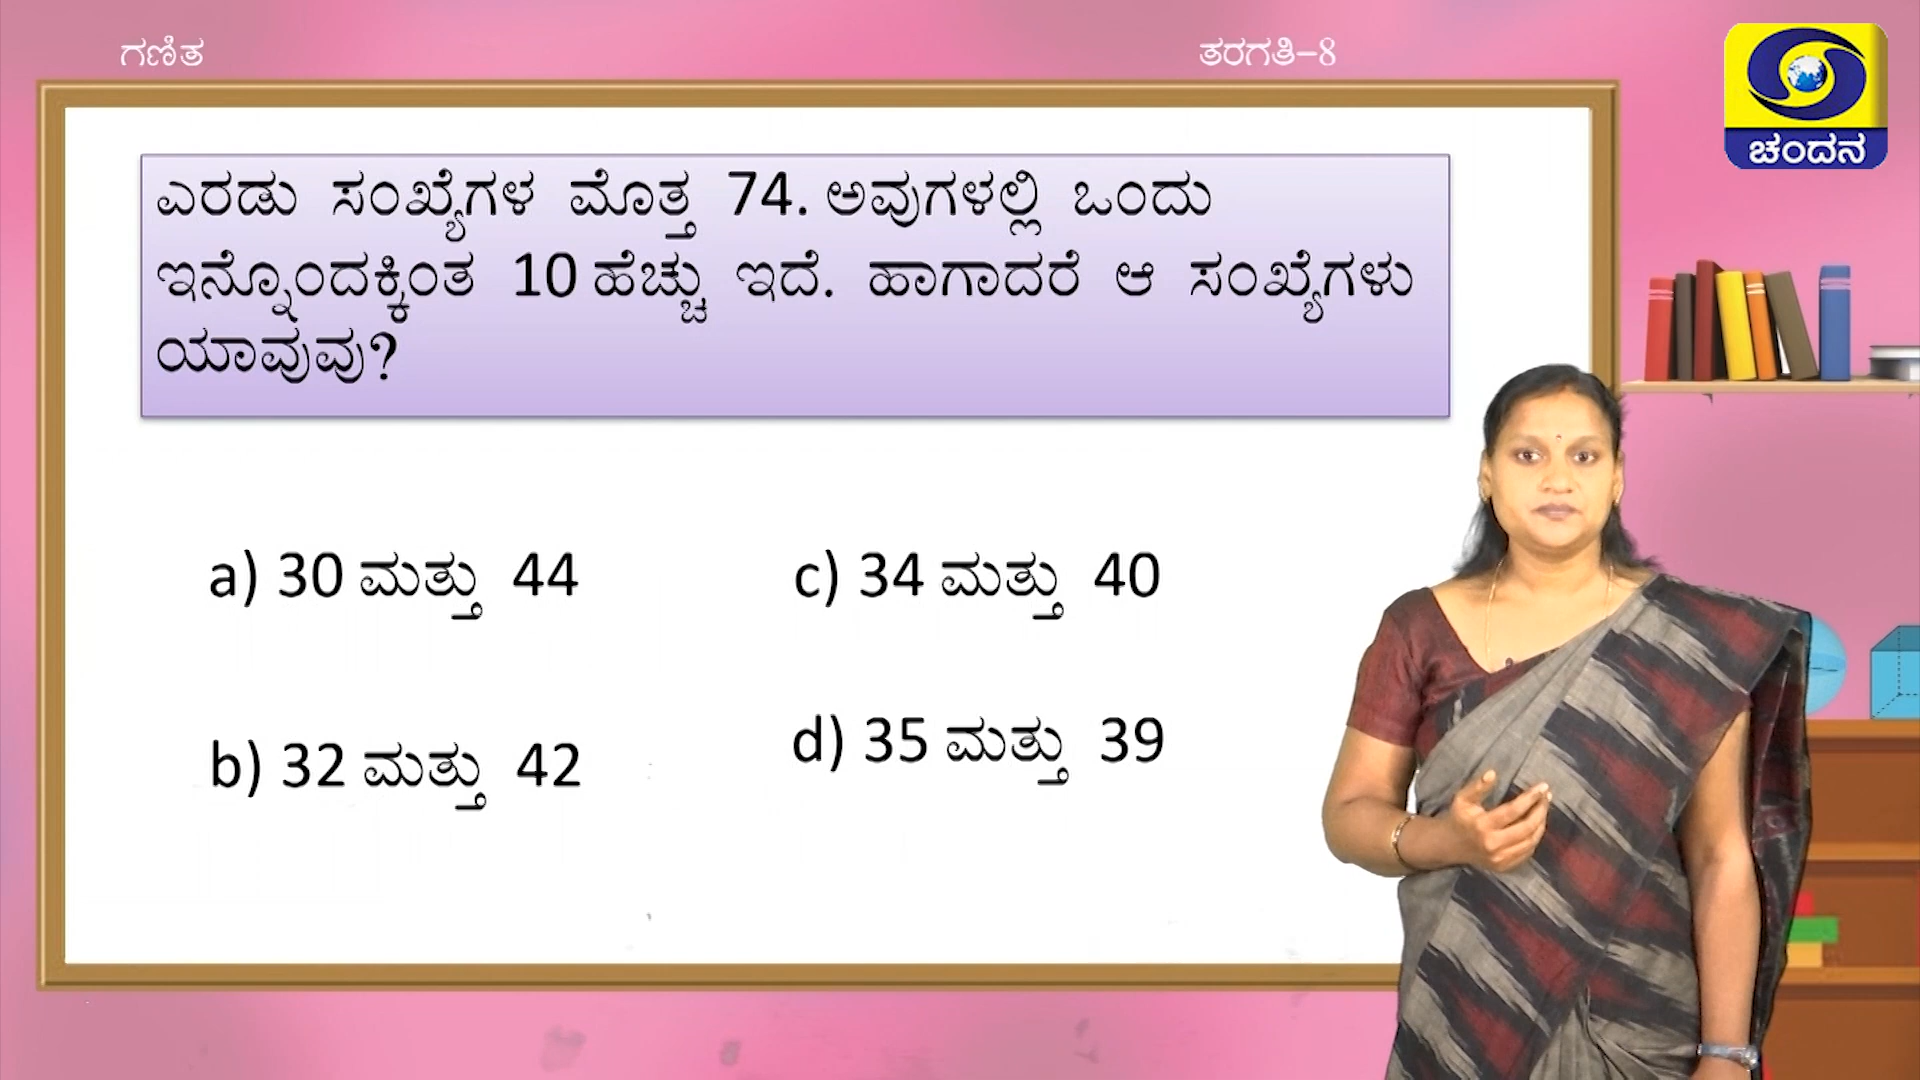 ಗಣಿತ
ತರಗತಿ-8
ಚಂದನ
ಎರಡು ಸಂಖ್ಯೆಗಳ ಮೊತ್ತ 74. ಅವುಗಳಲ್ಲಿ ಒಂದು
ಇನ್ನೊಂದಕ್ಕಿಂತ 10 ಹೆಚ್ಚು ಇದೆ. ಹಾಗಾದರೆ ಆ ಸಂಖ್ಯೆಗಳು
ಯಾವುವು?
a) 30 ಮತ್ತು 44
c) 34 ಮತ್ತು 40
b) 32 ಮತ್ತು 42
d) 35 ಮತ್ತು 39